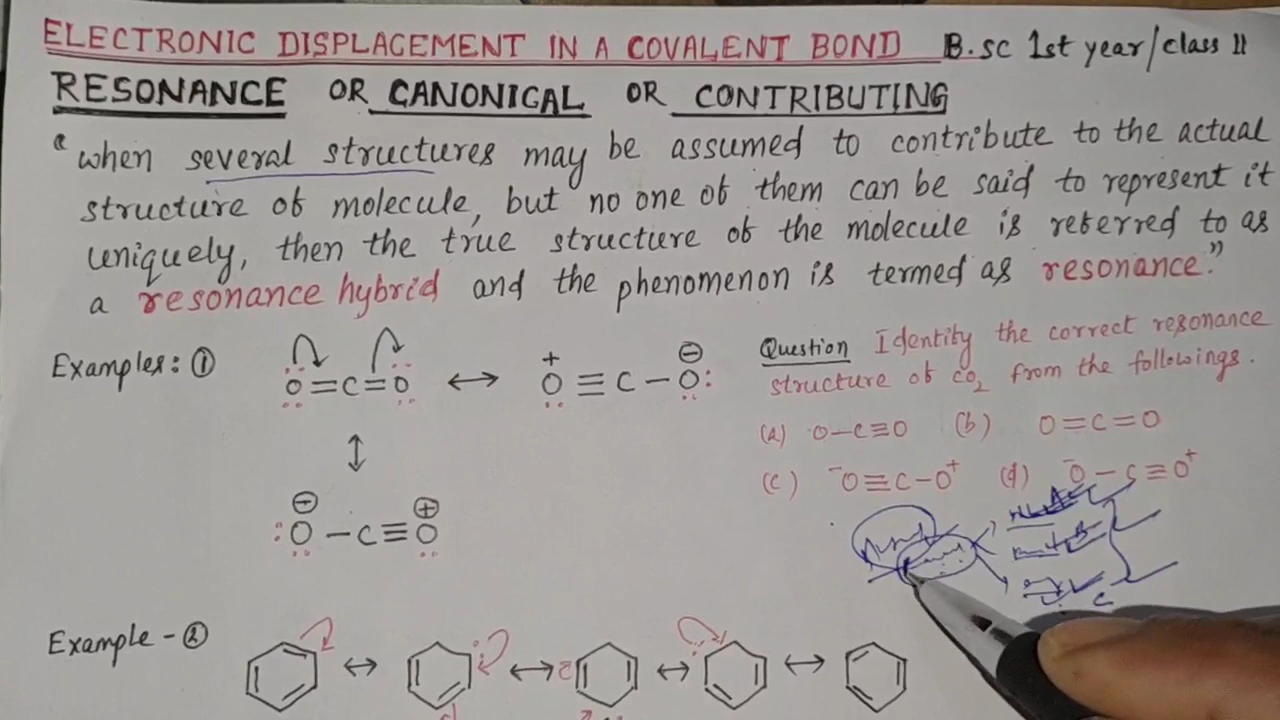 ELECTRONIC DISPLACEMENT IN A COVALENT BOND B.sc 1st year/class 11
RESONANCE OR CANONICAL OR CONTRIBUTING
"when several structures may be assumed to contribute to the actual
structure of molecule, but no one of them can be said to represent it
uniquely, then the true structure of the molecule is referred to as
a resonance hybrid and the phenomenon is termed as resonance."
Examples: ① O=C=O ↔ O≡C-O:
+ ⊖
↕
⊖ ⊕
:O-C≡O
Question Identify the correct resonance
structure of CO2 from the followings.
(a) O-C≡O (b) O=C=O
(c) ⁻O≡C-O⁺ (d) ⁻O-C≡O⁺
Example-②